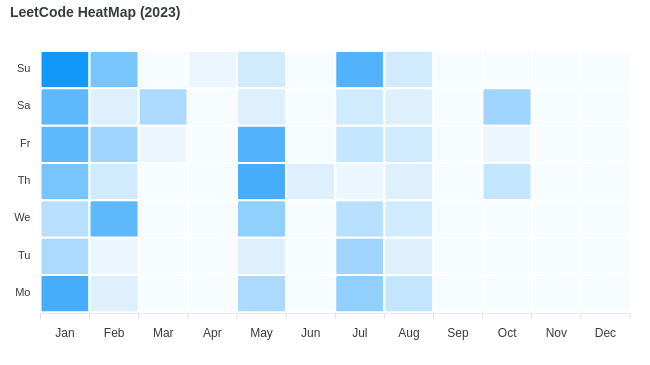 LeetCode HeatMap (2023)
Su
Sa
Fr
Th
We
Tu
Mo
Jan Feb Mar Apr May Jun Jul Aug Sep Oct Nov Dec